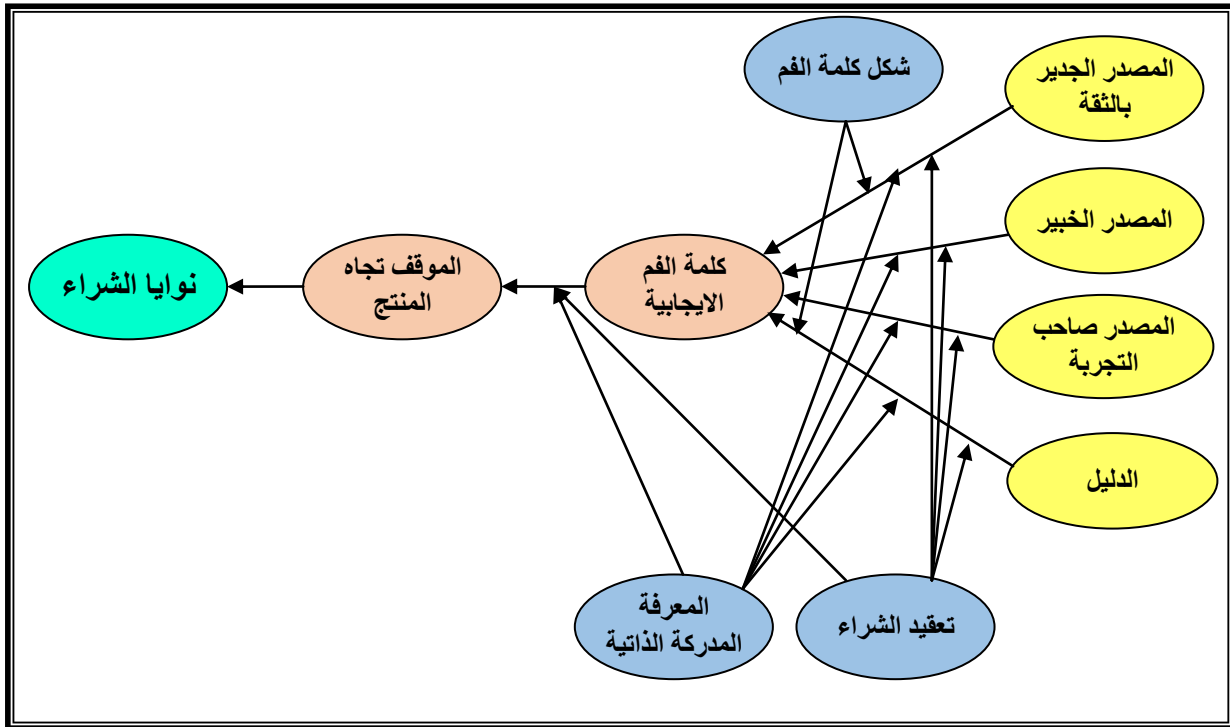 شكل كلمة الفم
المصدر الجدير
بالثقة
المصدر الخبير
كلمة الفم
الايجابية
الموقف تجاه
المنتج
نوايا الشراء
المصدر صاحب
التجربة
الدليل
تعقيد الشراء
المعرفة
المدركة الذاتية